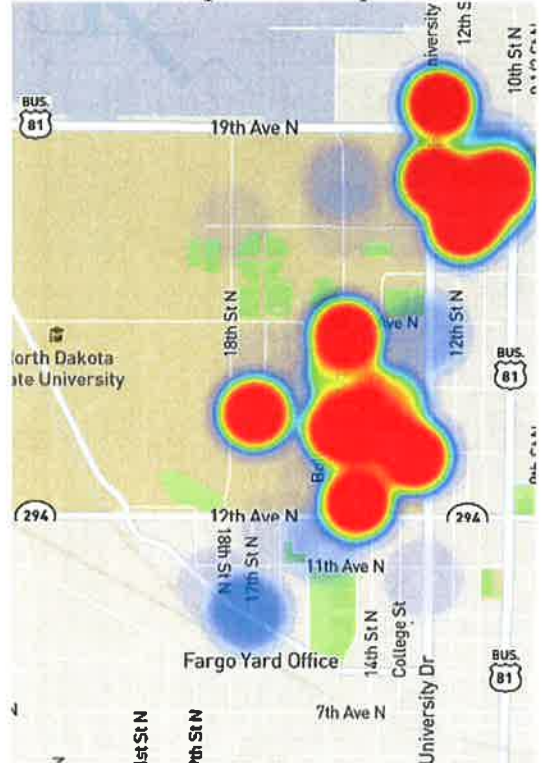 12th S
10th St N
BUS.
81
19th Ave N
18th St N
Ave N
12th St N
orth Dakota
ate University
BUS.
81
294
12th Ave N
294
18th St N
17th St N
11th Ave N
14th St N
College St
Fargo Yard Office
BUS.
81
University Dr
7th Ave N
1st St N